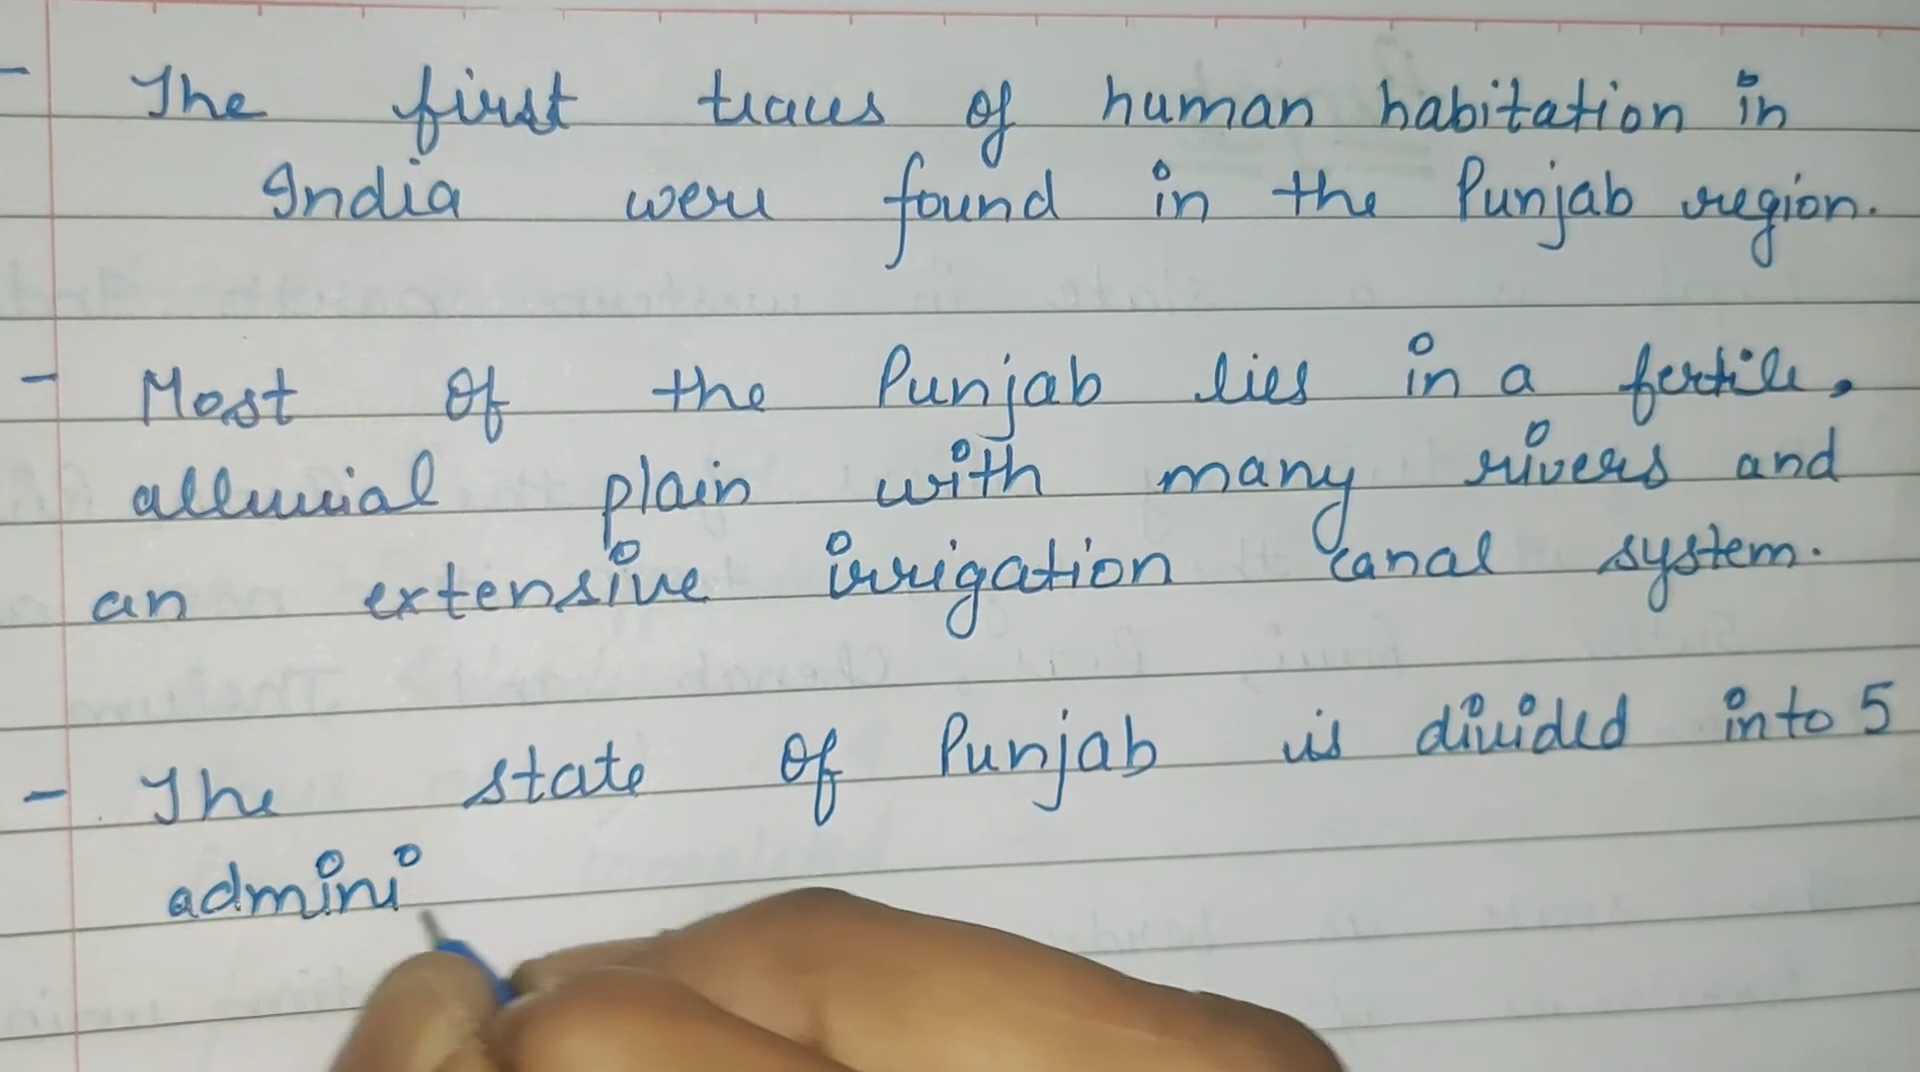 - The first traces of human habitation in
India were found in the Punjab region.
- Most of the Punjab lies in a fertile,
alluvial plain with many rivers and
an extensive irrigation canal system.
- The state of Punjab is divided into 5
admini